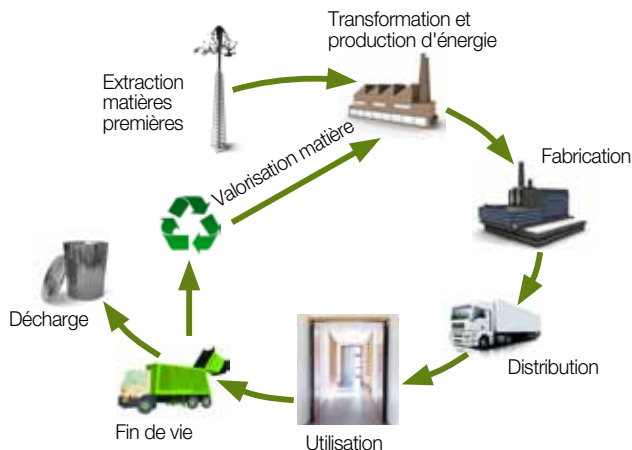 Transformation et
production d'énergie
Extraction
matières
premières
Valorisation matière
Fabrication
Décharge
Distribution
Fin de vie
Utilisation